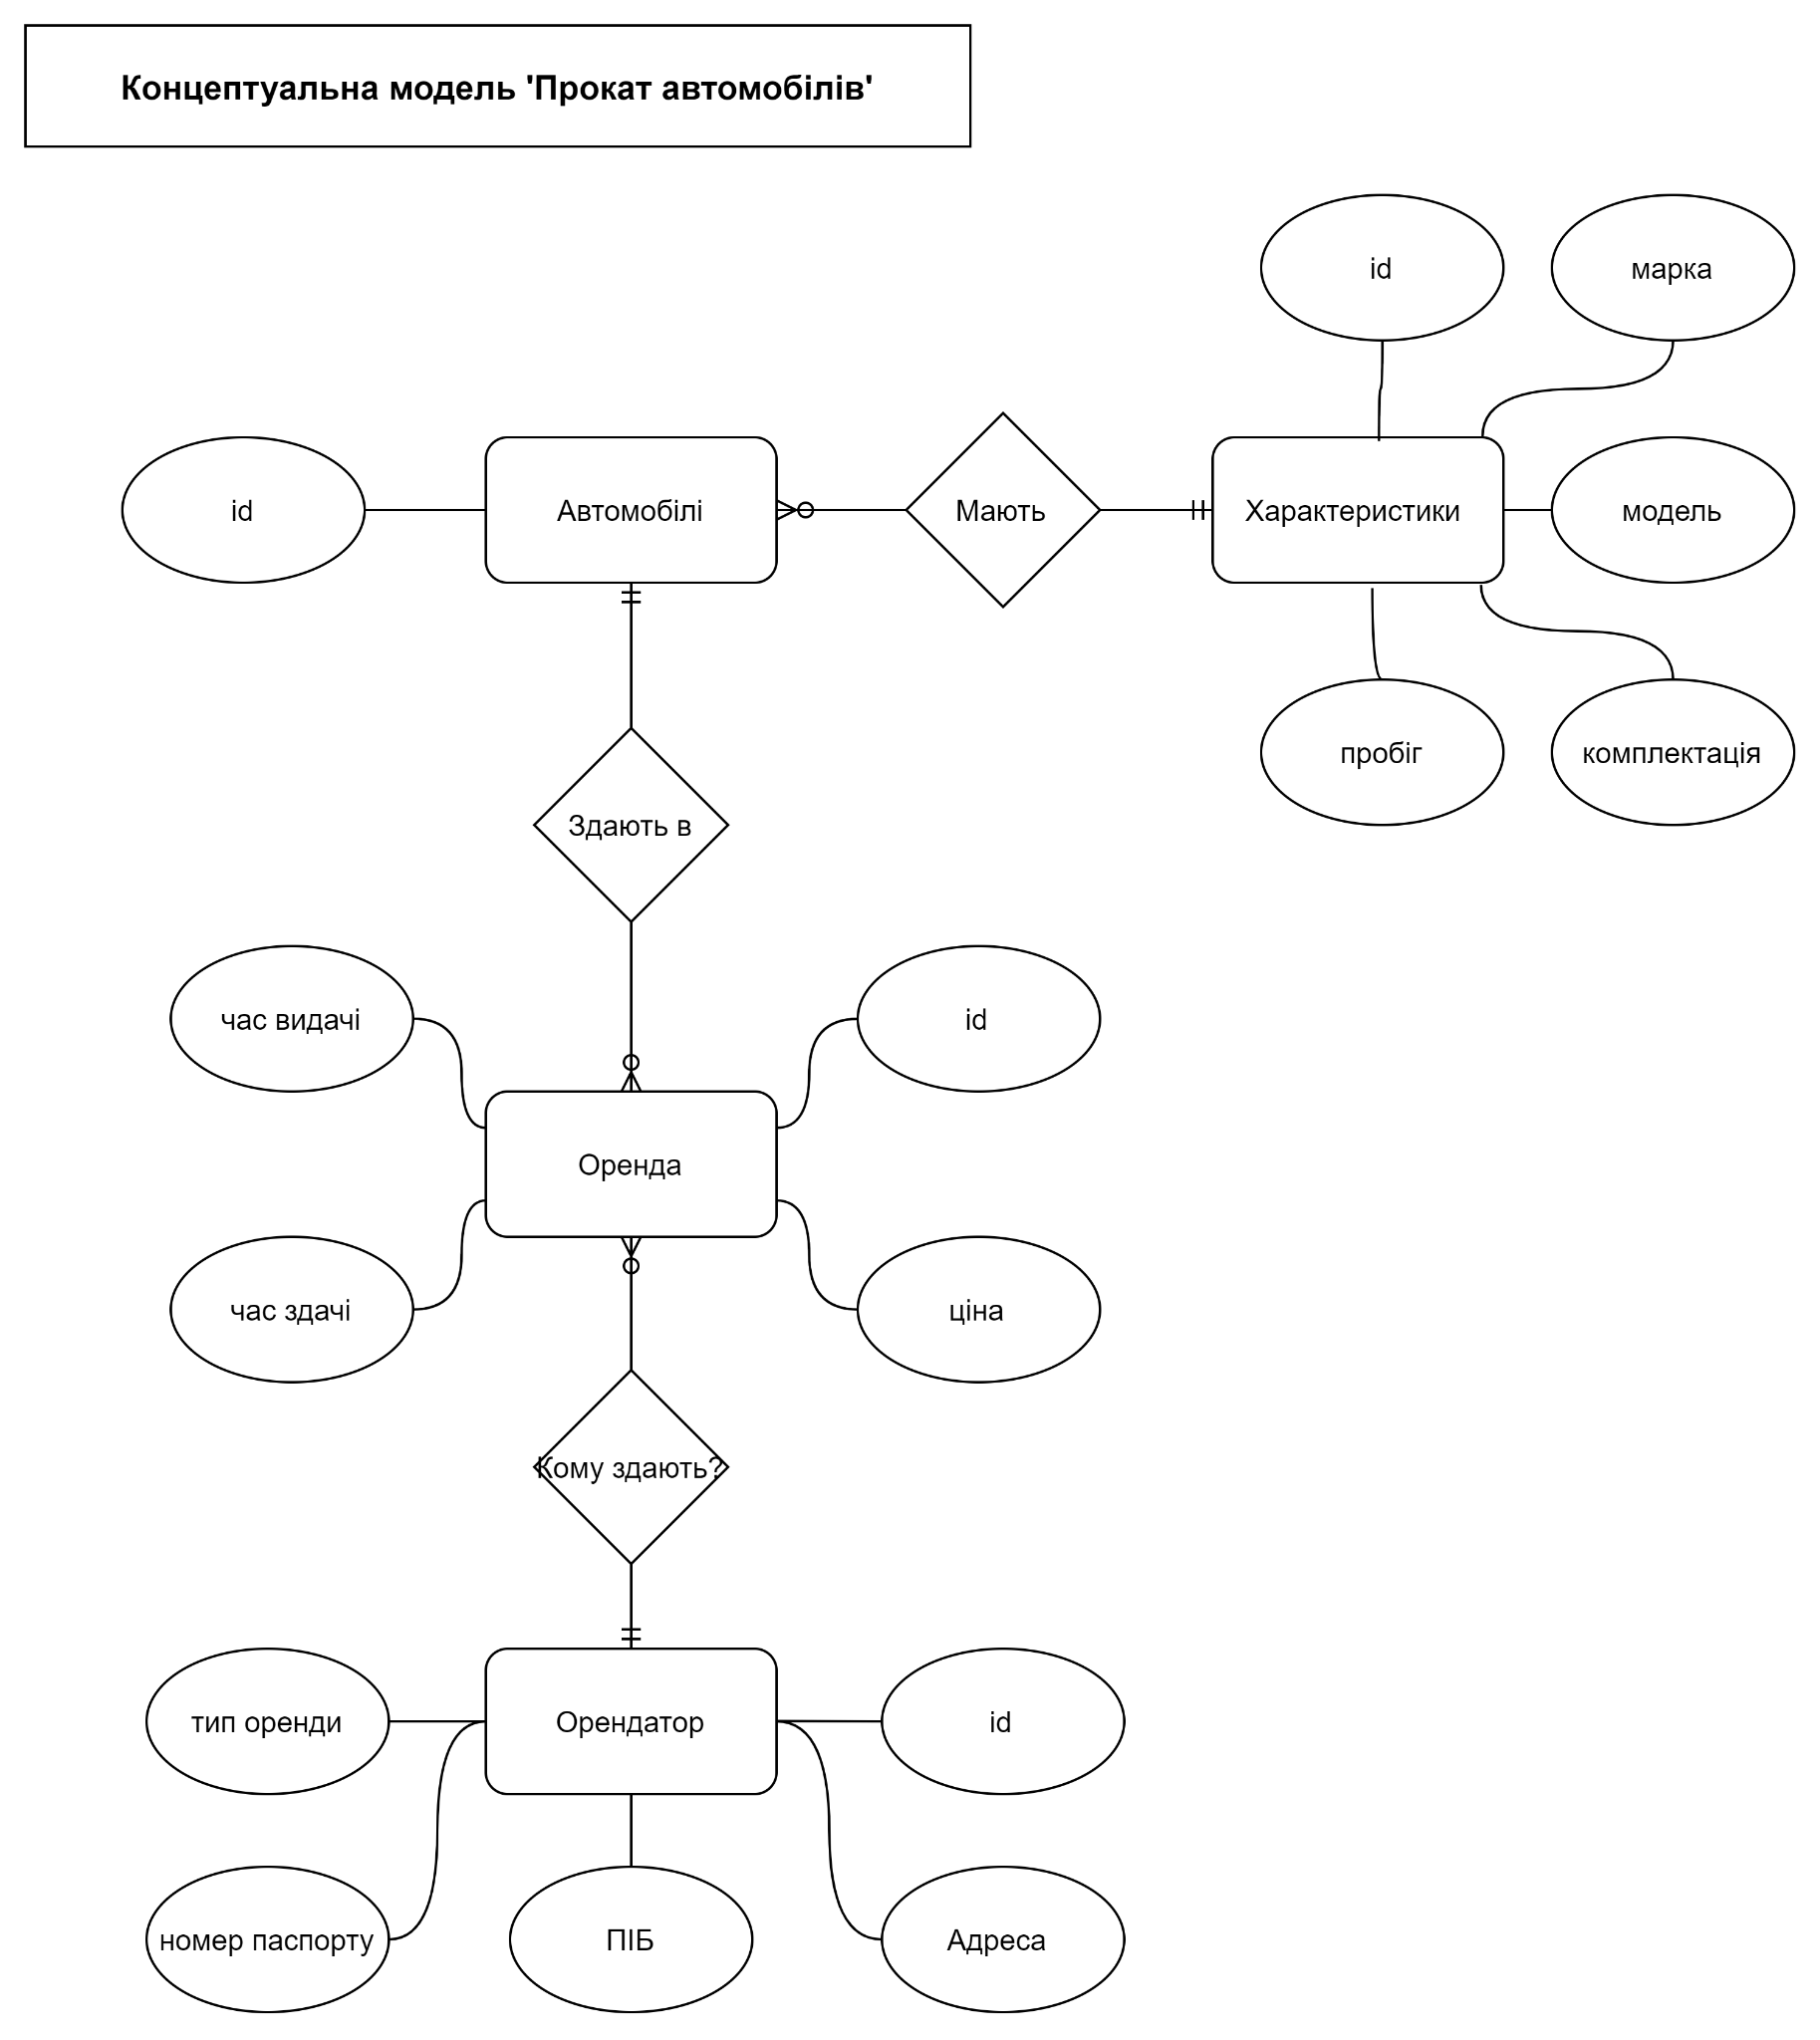 Концептуальна модель 'Прокат автомобілів'
id
марка
id
Автомобілі
Мають
Характеристики
модель
пробіг
комплектація
Здають в
час видачі
id
Оренда
час здачі
ціна
Кому здають?
тип оренди
Орендатор
id
номер паспорту
ПІБ
Адреса